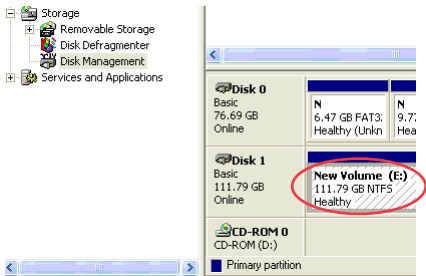 Storage
Removable Storage
Disk Defragmenter
Disk Management
Services and Applications
Disk 0
Basic
76.69 GB
Online
N
6.47 GB FAT3
Healthy (Unkn
N
9.7
Hea
Disk 1
Basic
111.79 GB
Online
New Volume (E:)
111.79 GB NTFS
Healthy
CD-ROM 0
CD-ROM (D:)
Primary partition